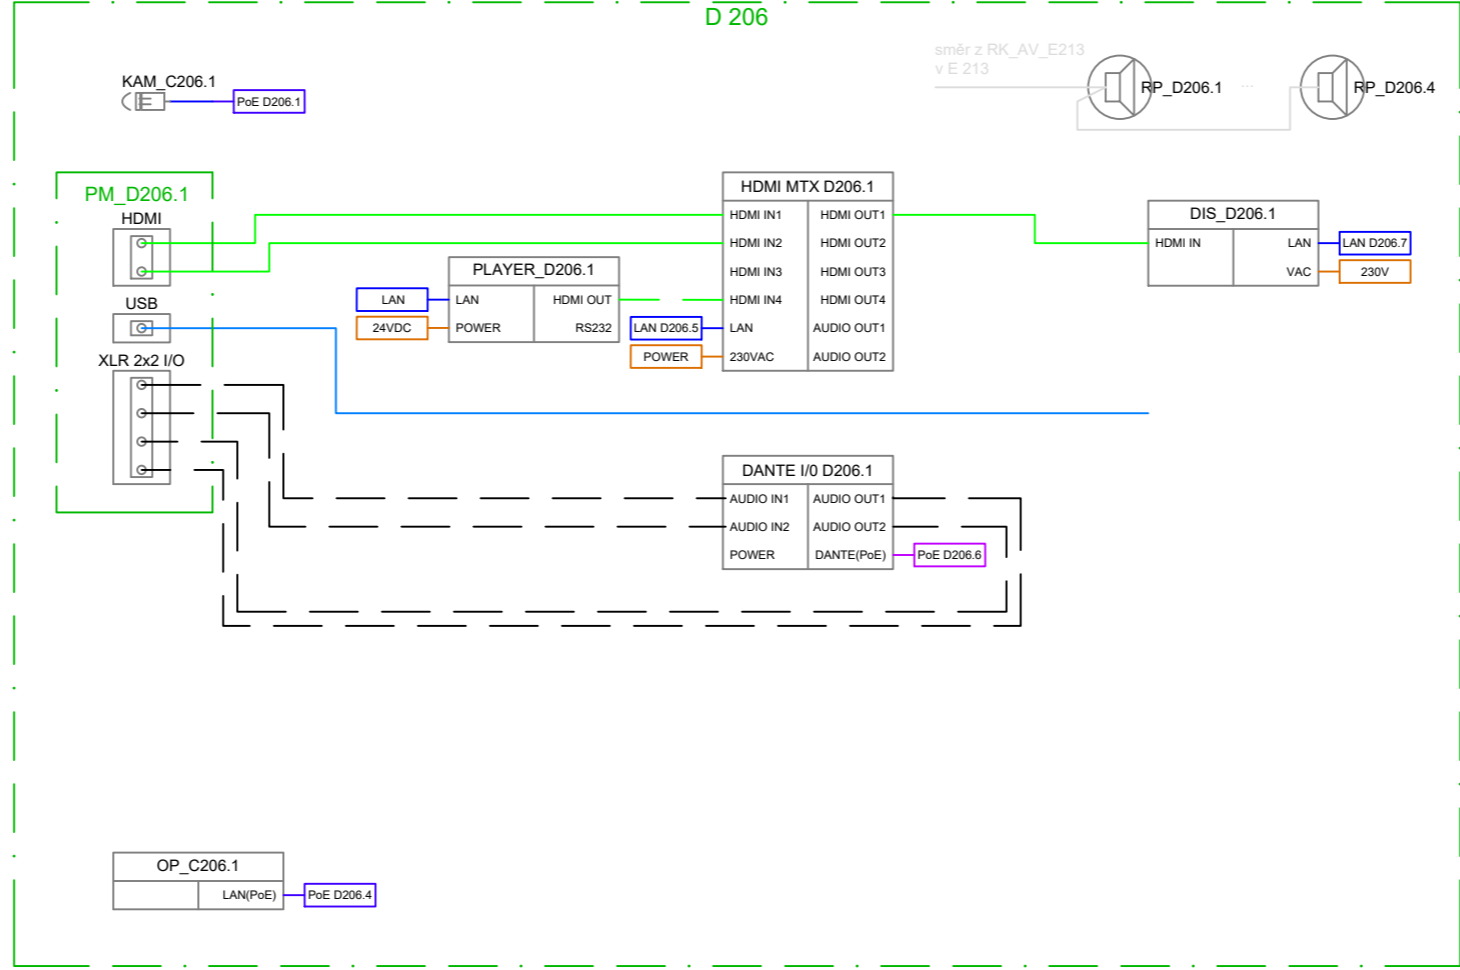 D 206
KAM_C206.1
PoE D206.1
směr z RK_AV_E213
v E 213
RP_D206.1
...
RP_D206.4
PM_D206.1
HDMI
USB
XLR 2x2 I/O
PLAYER_D206.1
LAN
LAN
HDMI OUT
24VDC
POWER
RS232
HDMI MTX D206.1
HDMI IN1
HDMI OUT1
HDMI IN2
HDMI OUT2
HDMI IN3
HDMI OUT3
HDMI IN4
HDMI OUT4
LAN D206.5
LAN
AUDIO OUT1
POWER
230VAC
AUDIO OUT2
DIS_D206.1
HDMI IN
LAN
LAN D206.7
VAC
230V
DANTE I/0 D206.1
AUDIO IN1
AUDIO OUT1
AUDIO IN2
AUDIO OUT2
POWER
DANTE(PoE)
PoE D206.6
OP_C206.1
LAN(PoE)
PoE D206.4